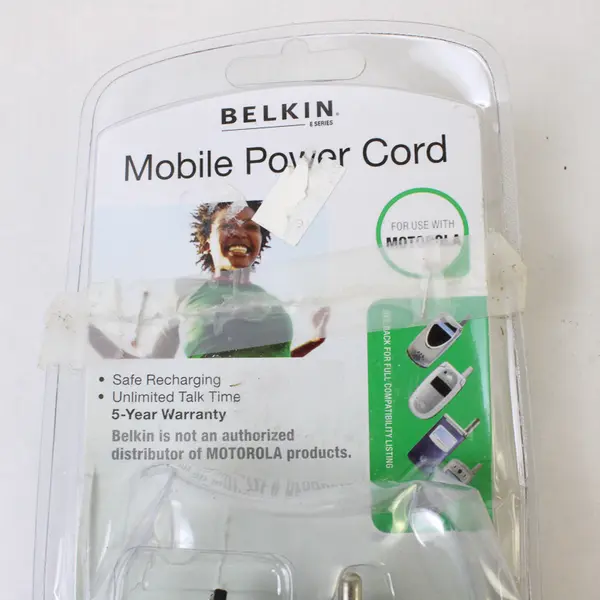 BELKIN®
E SERIES
Mobile Power Cord
FOR USE WITH
MOTOROLA
SEE BACK FOR FULL COMPATIBILITY LISTING
• Safe Recharging
• Unlimited Talk Time
5-Year Warranty
Belkin is not an authorized
distributor of MOTOROLA products.